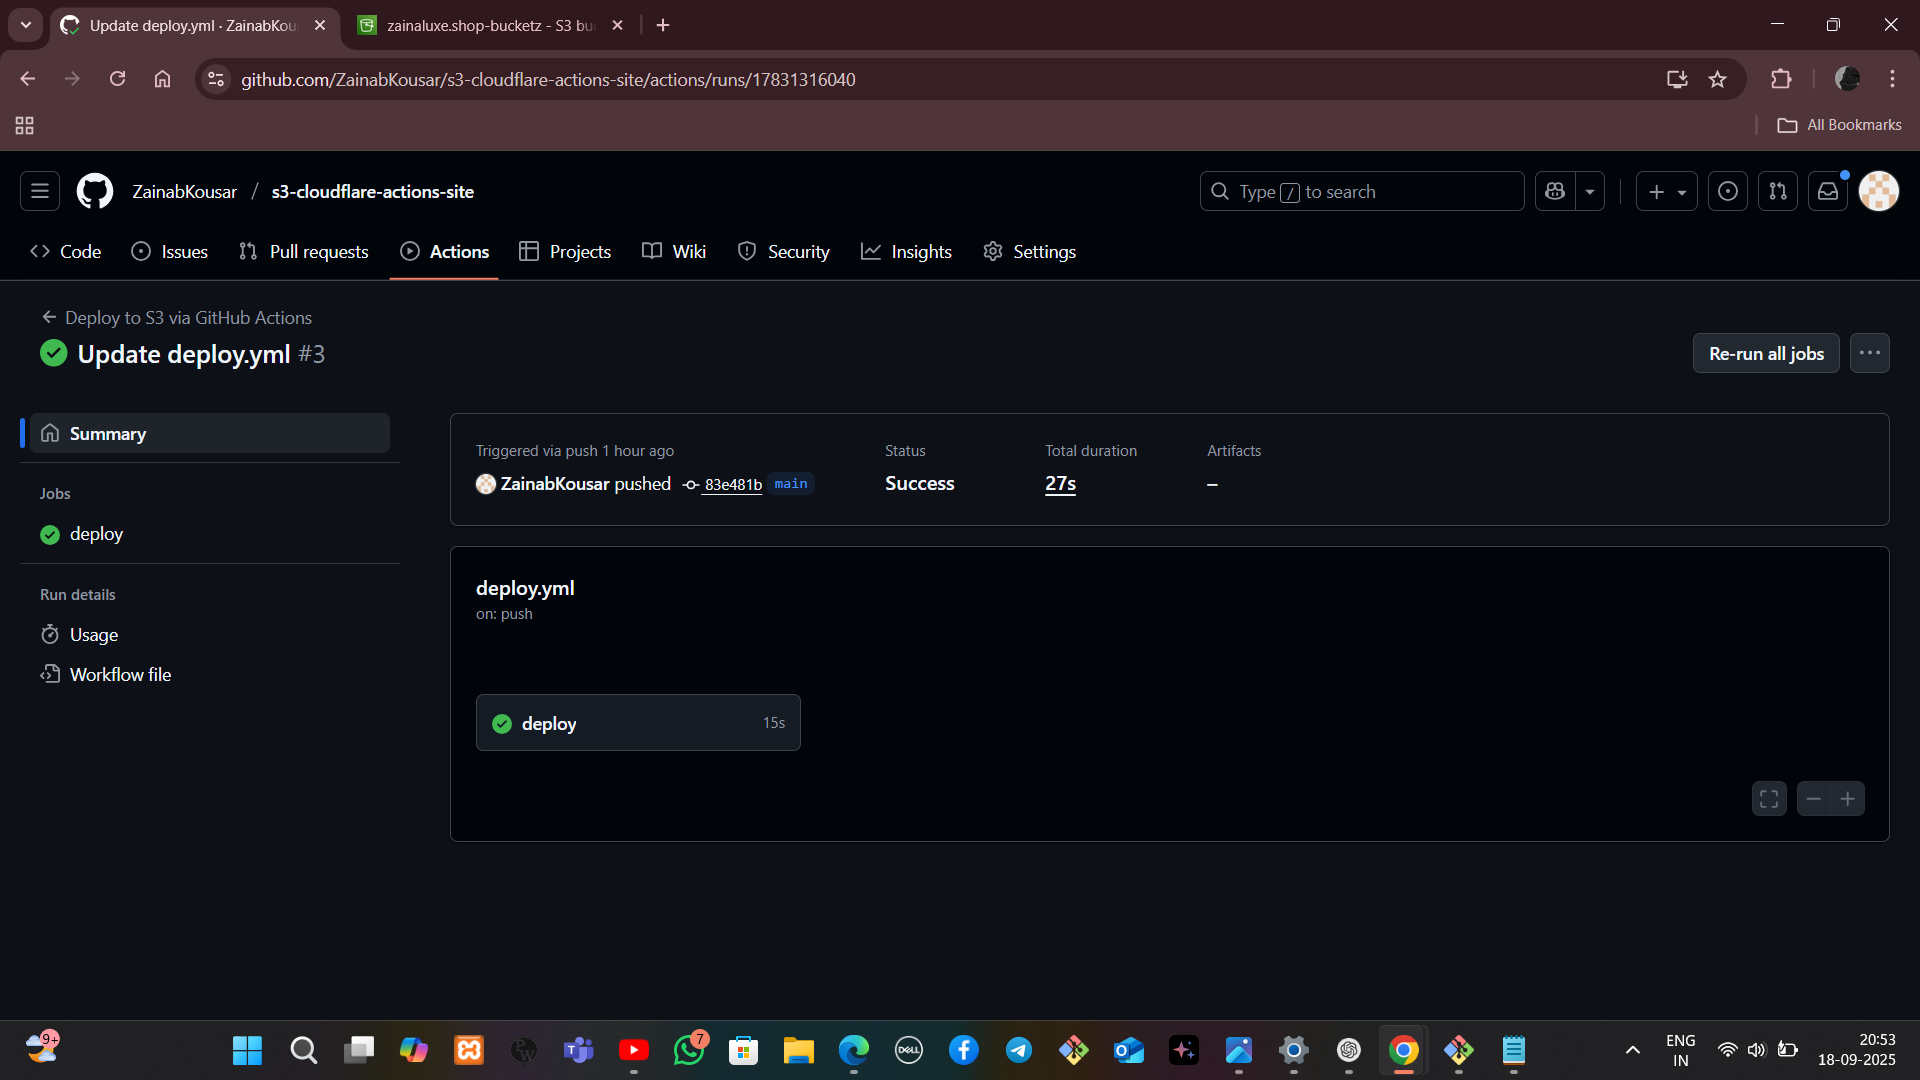 Update deploy.yml · ZainabKou
zainaluxe.shop-bucketz - S3 bu
github.com/ZainabKousar/s3-cloudflare-actions-site/actions/runs/17831316040
All Bookmarks
ZainabKousar / s3-cloudflare-actions-site
Type / to search
Code
Issues
Pull requests
Actions
Projects
Wiki
Security
Insights
Settings
Deploy to S3 via GitHub Actions
Update deploy.yml #3
Re-run all jobs
Summary
Jobs
deploy
Run details
Usage
Workflow file
Triggered via push 1 hour ago
ZainabKousar pushed 83e481b main
Status
Success
Total duration
27s
Artifacts
–
deploy.yml
on: push
deploy 15s
9+
7
DELL
ENG
IN
20:53
18-09-2025